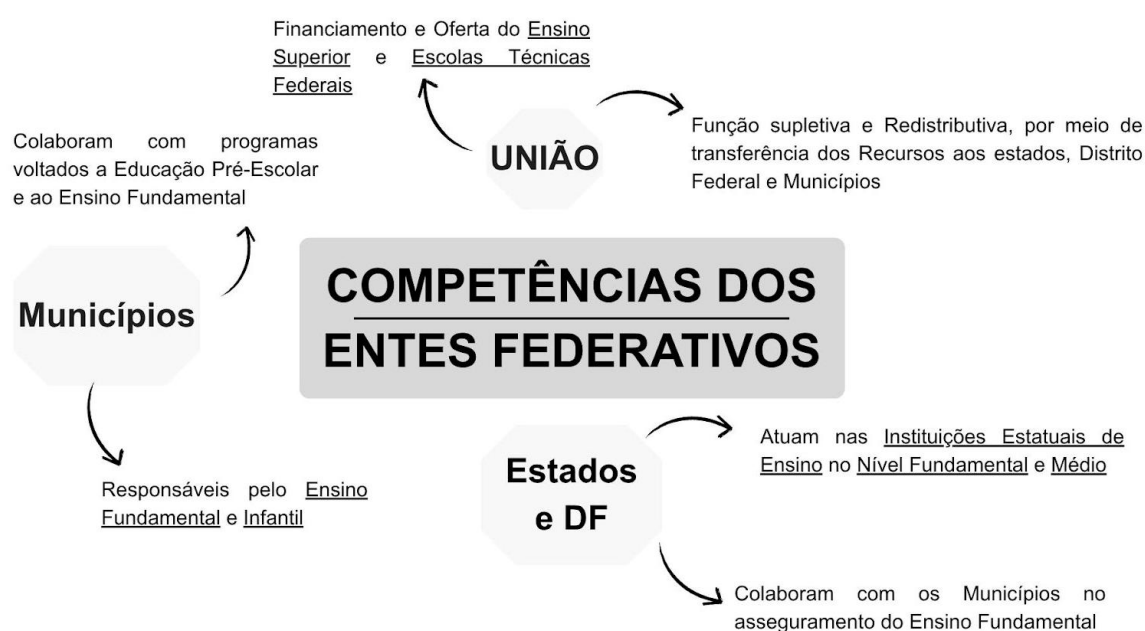 Financiamento e Oferta do Ensino
Superior e Escolas Técnicas
Federais
UNIÃO
Função supletiva e Redistributiva, por meio de
transferência dos Recursos aos estados, Distrito
Federal e Municípios
Colaboram com programas
voltados a Educação Pré-Escolar
e ao Ensino Fundamental
Municípios
Responsáveis pelo Ensino
Fundamental e Infantil
COMPETÊNCIAS DOS
ENTES FEDERATIVOS
Estados
e DF
Atuam nas Instituições Estatuais de
Ensino no Nível Fundamental e Médio
Colaboram com os Municípios no
asseguramento do Ensino Fundamental